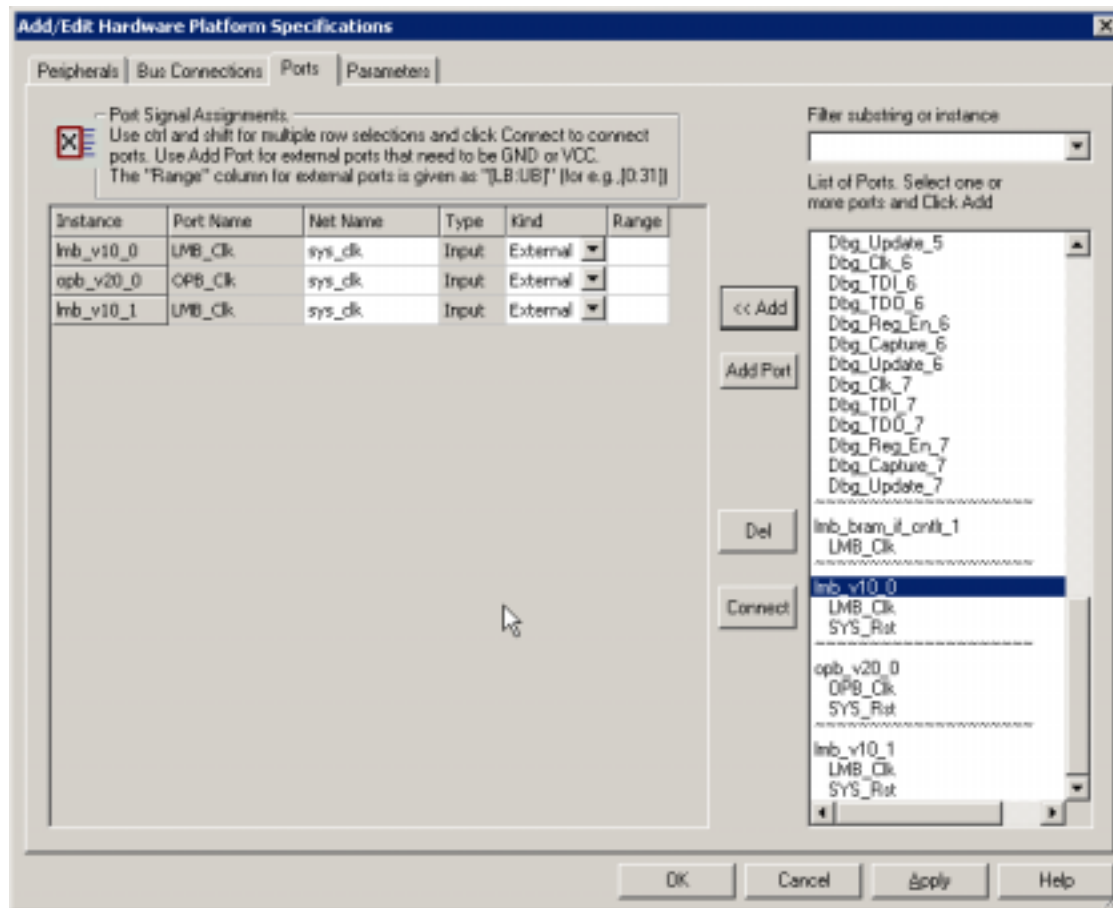 Add/Edit Hardware Platform Specifications
Peripherals
Bus Connections
Ports
Parameters
Port Signal Assignments.
Use ctrl and shift for multiple row selections and click Connect to connect
ports. Use Add Port for external ports that need to be GND or VCC.
The "Range" column for external ports is given as "[LB:UB]" (for e.g.,[0:31])
Filter substring or instance
List of Ports. Select one or
more ports and Click Add
Instance Port Name Net Name Type Kind Range
lmb_v10_0 LMB_Clk sys_clk Input External
opb_v20_0 OPB_Clk sys_clk Input External
lmb_v10_1 LMB_Clk sys_clk Input External
<< Add
Add Port
Del
Connect
Dbg_Update_5
Dbg_Clk_6
Dbg_TDI_6
Dbg_TDO_6
Dbg_Reg_En_6
Dbg_Capture_6
Dbg_Update_6
Dbg_Clk_7
Dbg_TDI_7
Dbg_TDO_7
Dbg_Reg_En_7
Dbg_Capture_7
Dbg_Update_7
~~~~~~~~~~~~~~~~~~~~~~
lmb_bram_if_cntlr_1
LMB_Clk
~~~~~~~~~~~~~~~~~~~~~~
lmb_v10_0
LMB_Clk
SYS_Rst
~~~~~~~~~~~~~~~~~~~~~~
opb_v20_0
OPB_Clk
SYS_Rst
~~~~~~~~~~~~~~~~~~~~~~
lmb_v10_1
LMB_Clk
SYS_Rst
OK
Cancel
Apply
Help